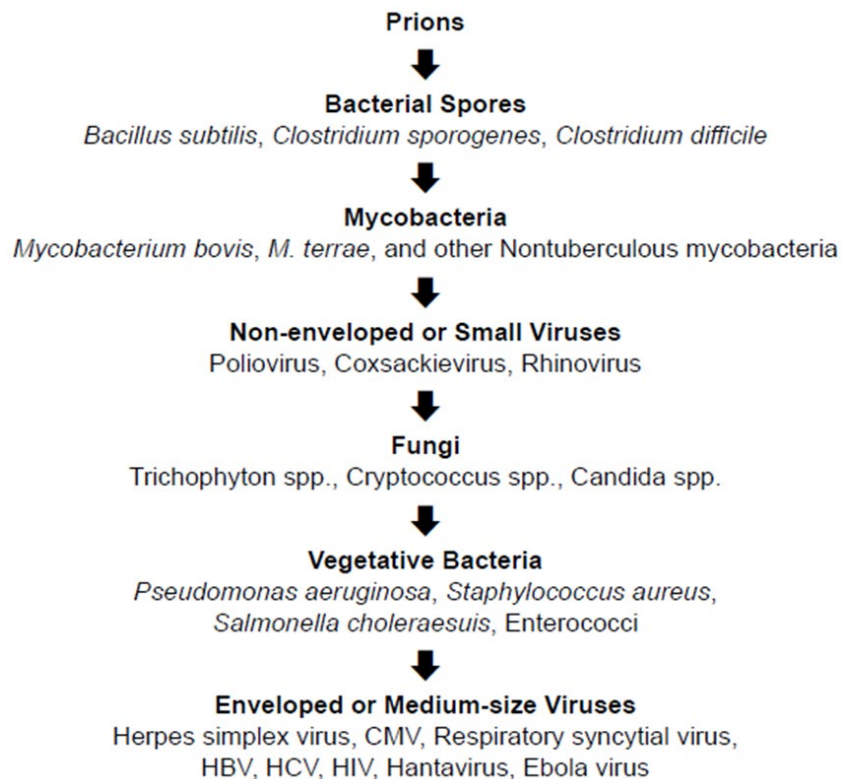 Prions
Bacterial Spores
Bacillus subtilis, Clostridium sporogenes, Clostridium difficile
Mycobacteria
Mycobacterium bovis, M. terrae, and other Nontuberculous mycobacteria
Non-enveloped or Small Viruses
Poliovirus, Coxsackievirus, Rhinovirus
Fungi
Trichophyton spp., Cryptococcus spp., Candida spp.
Vegetative Bacteria
Pseudomonas aeruginosa, Staphylococcus aureus,
Salmonella choleraesuis, Enterococci
Enveloped or Medium-size Viruses
Herpes simplex virus, CMV, Respiratory syncytial virus,
HBV, HCV, HIV, Hantavirus, Ebola virus